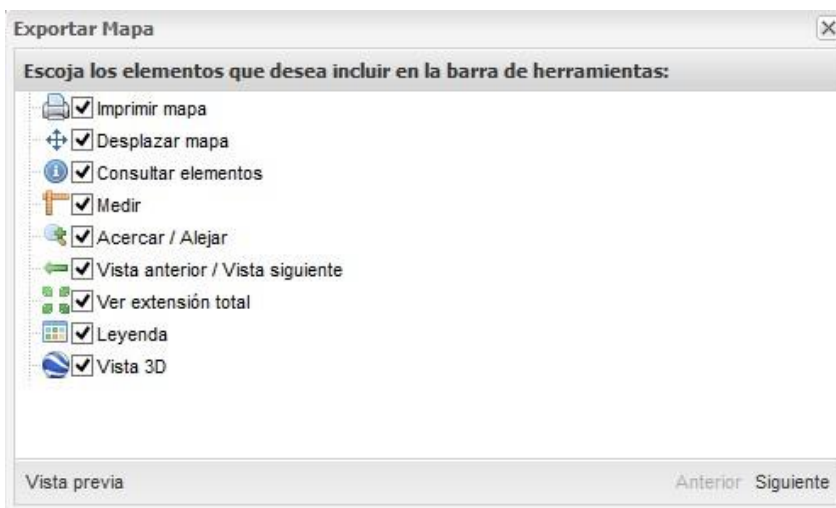 Exportar Mapa
Escoja los elementos que desea incluir en la barra de herramientas:
Imprimir mapa
Desplazar mapa
Consultar elementos
Medir
Acercar / Alejar
Vista anterior / Vista siguiente
Ver extensión total
Leyenda
Vista 3D
Vista previa Anterior Siguiente